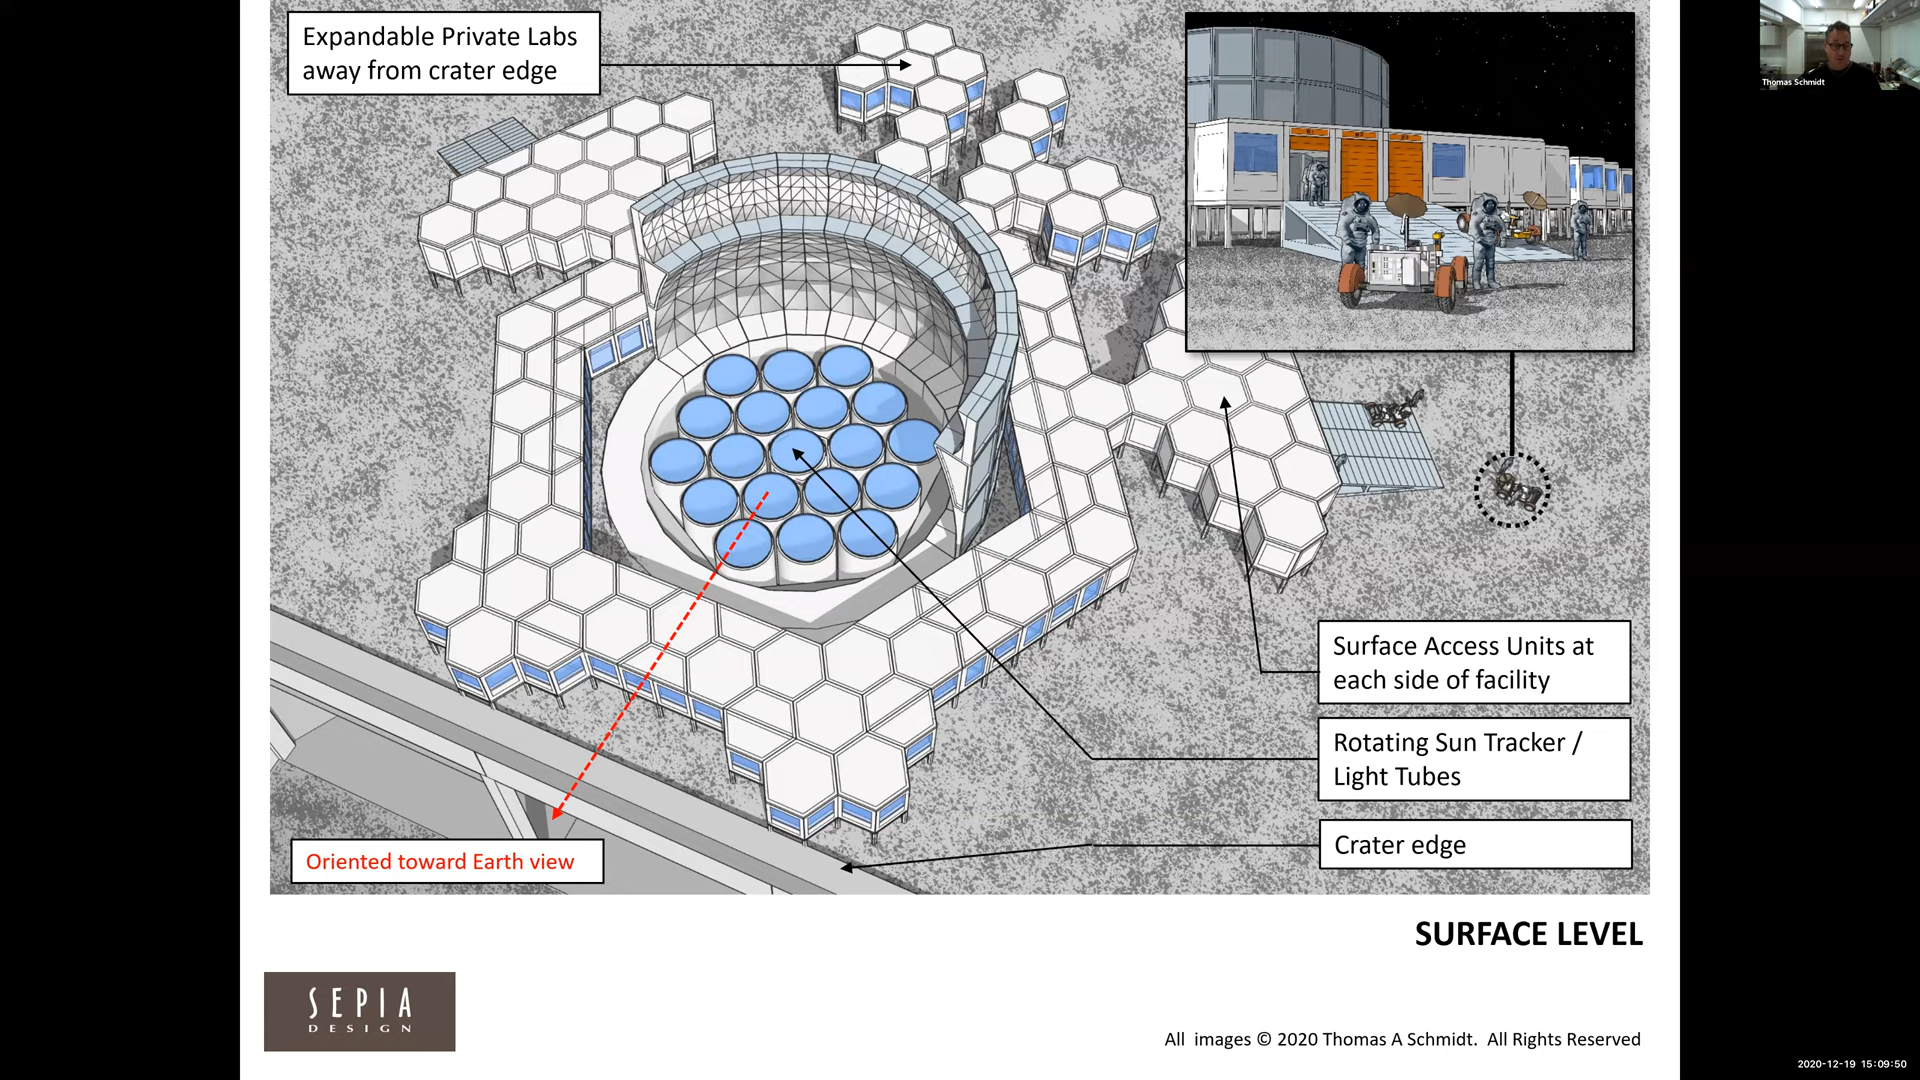 Expandable Private Labs
away from crater edge
Thomas Schmidt
Surface Access Units at
each side of facility
Rotating Sun Tracker /
Light Tubes
Crater edge
Oriented toward Earth view
SURFACE LEVEL
SEPIA
DESIGN
All images © 2020 Thomas A Schmidt. All Rights Reserved
2020-12-19 15:09:50